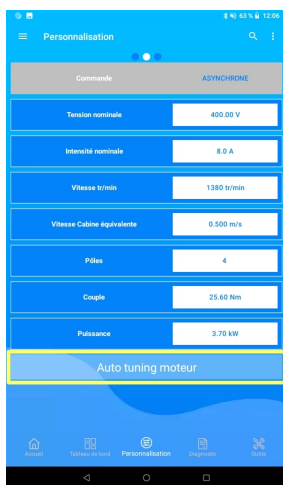 63 % 12:06
Personnalisation
Commande ASYNCHRONE
Tension nominale 400.00 V
Intensité nominale 8.0 A
Vitesse tr/min 1380 tr/min
Vitesse Cabine équivalente 0.500 m/s
Pôles 4
Couple 25.60 Nm
Puissance 3.70 kW
Auto tuning moteur
Accueil Tableau de bord Personnalisation Diagnostic Outils